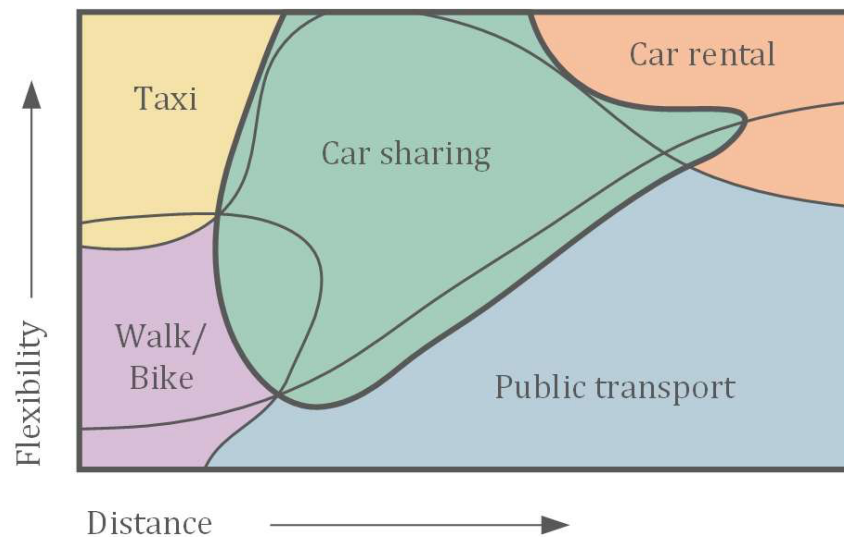 Taxi
Car rental
Car sharing
Walk/
Bike
Public transport
Flexibility
Distance